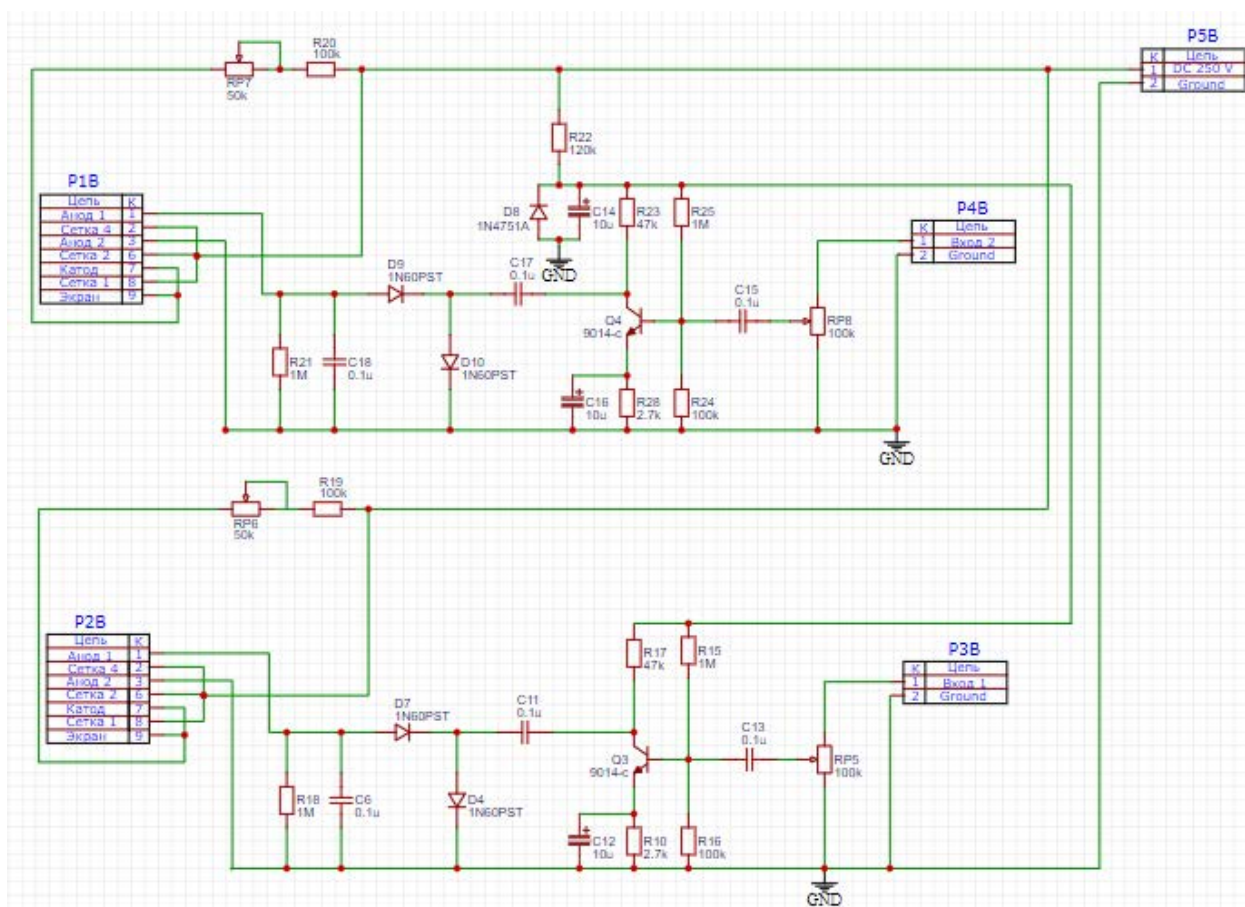 P5B
К Цепь
1 DC 250 V
2 Ground
R20
100k
RP7
50k
R22
120k
P1B
Цепь К
Анод 1 1
Сетка 4 2
Анод 2 3
Сетка 2 6
Катод 7
Сетка 1 8
Экран 9
D8
1N4751A
C14
10u
R23
47k
R25
1M
P4B
К Цепь
1 Вход 2
2 Ground
GND
D9
1N60PST
C17
0.1u
C15
0.1u
Q4
9014-c
RP8
100k
R21
1M
C18
0.1u
D10
1N60PST
C16
10u
R28
2.7k
R24
100k
GND
R19
100k
RP6
50k
P2B
Цепь К
Анод 1 1
Сетка 4 2
Анод 2 3
Сетка 2 6
Катод 7
Сетка 1 8
Экран 9
R17
47k
R15
1M
P3B
К Цепь
1 Вход 1
2 Ground
D7
1N60PST
C11
0.1u
C13
0.1u
Q3
9014-c
RP5
100k
R18
1M
C6
0.1u
D4
1N60PST
C12
10u
R10
2.7k
R16
100k
GND